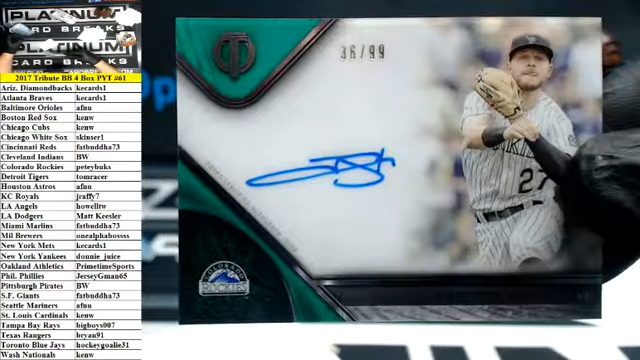 PLATINUM
CARD BREAKS
PLATINUM
CARD BREAKS
2017 Tribute BB 4 Box PYT #61
Ariz. Diamondbacks kecards1
Atlanta Braves kecards1
Baltimore Orioles afnu
Boston Red Sox kenw
Chicago Cubs kenw
Chicago White Sox skinser1
Cincinnati Reds fatbuddha73
Cleveland Indians BW
Colorado Rockies peteybuks
Detroit Tigers tomracer
Houston Astros afnu
KC Royals jraffy7
LA Angels howelltw
LA Dodgers Matt Keesler
Miami Marlins fatbuddha73
Mil Brewers onealphabossss
New York Mets kecards1
New York Yankees donnie_juice
Oakland Athletics PrimetimeSports
Phil. Phillies JerseyGman65
Pittsburgh Pirates BW
S.F. Giants fatbuddha73
Seattle Mariners afnu
St. Louis Cardinals kenw
Tampa Bay Rays bigboys007
Texas Rangers bryan91
Toronto Blue Jays hockeygoalie31
Wash Nationals kenw
36/99
27
COLORADO
ROCKIES